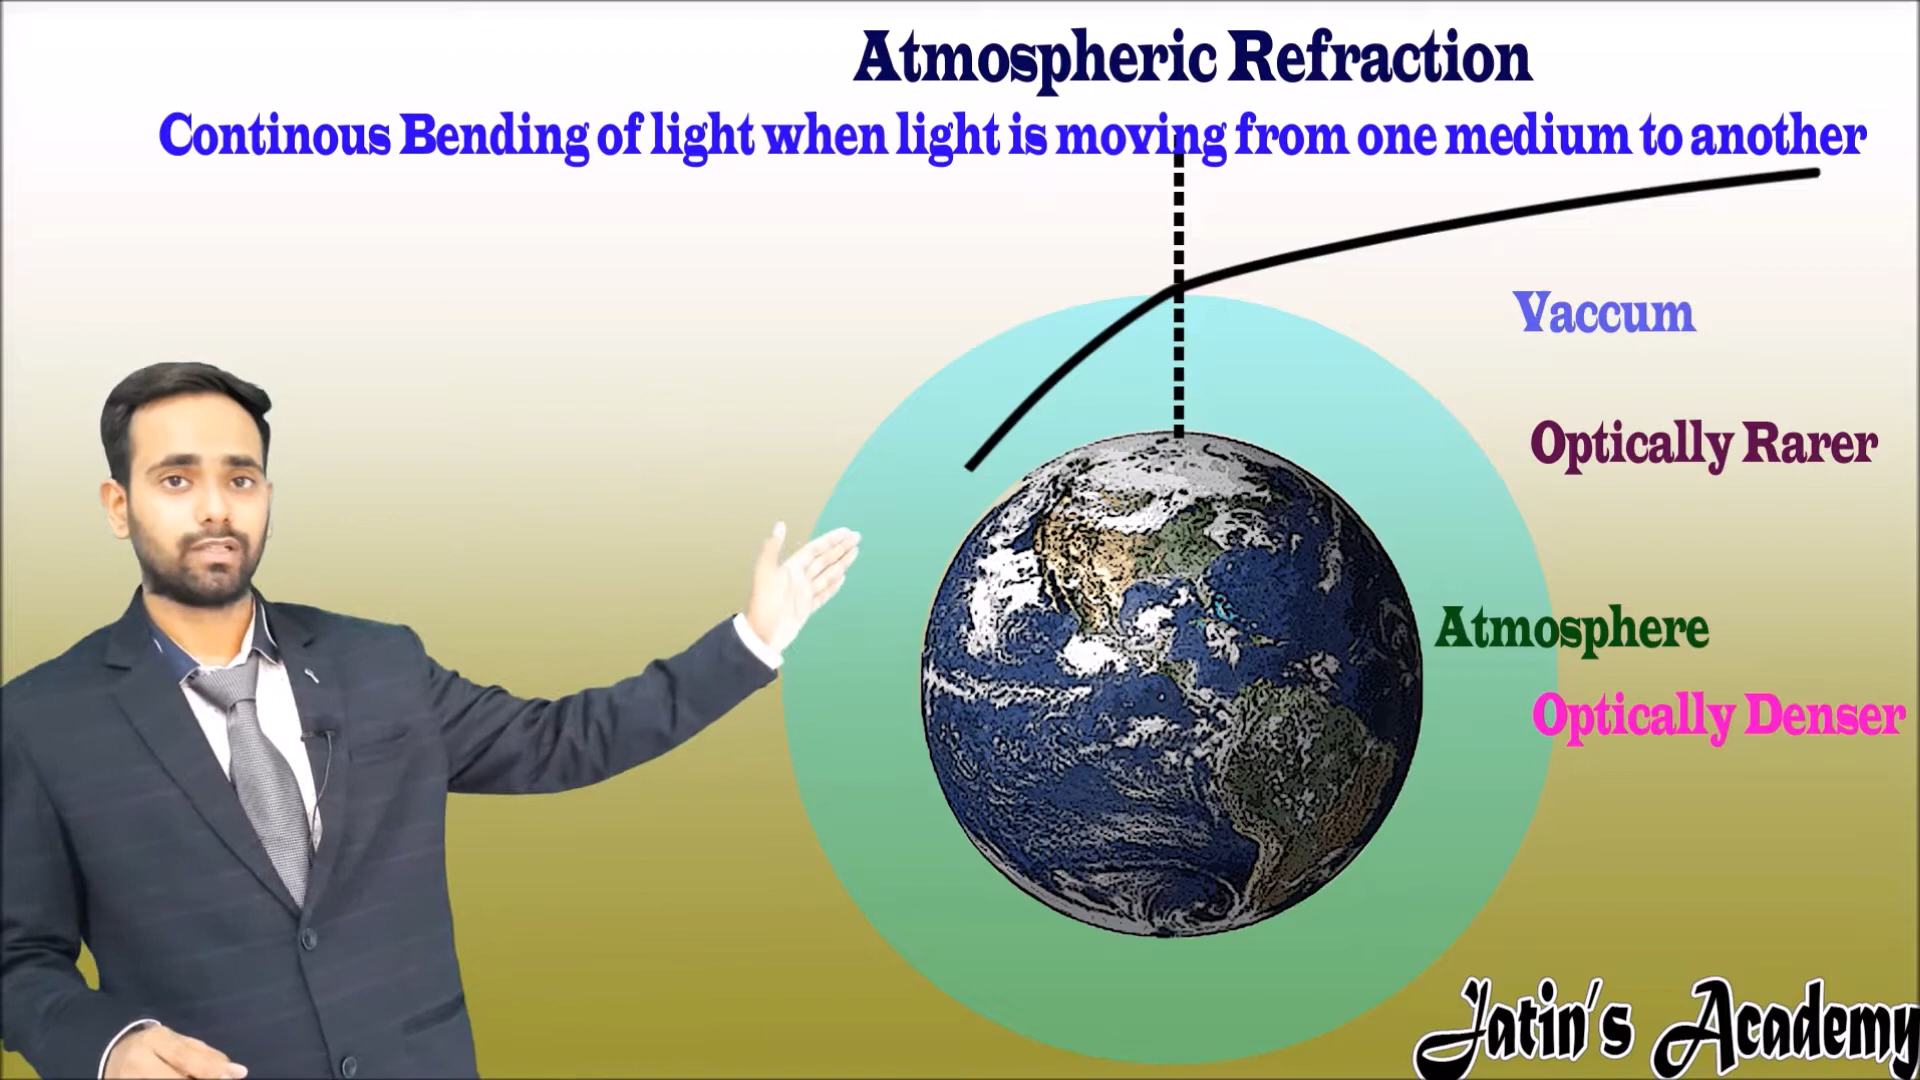 Atmospheric Refraction
Continous Bending of light when light is moving from one medium to another
Vaccum
Optically Rarer
Atmosphere
Optically Denser
Jatin's Academy